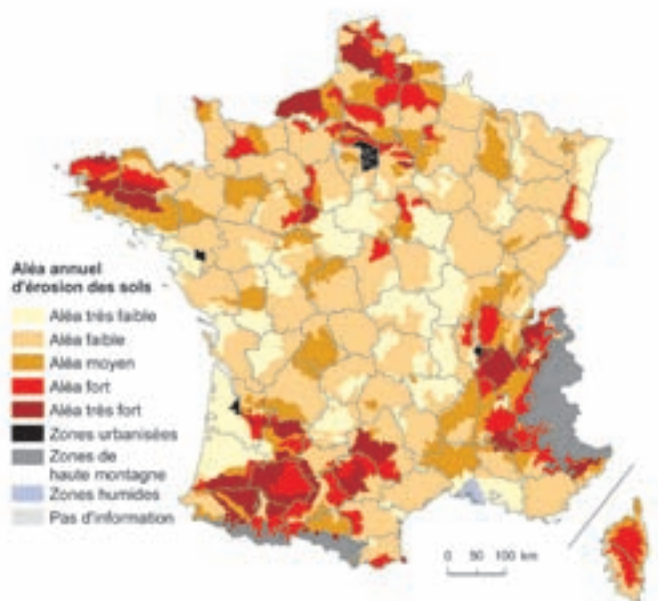 Aléa annuel
d'érosion des sols
Aléa très faible
Aléa faible
Aléa moyen
Aléa fort
Aléa très fort
Zones urbanisées
Zones de
haute montagne
Zones humides
Pas d'information
0 50 100 km